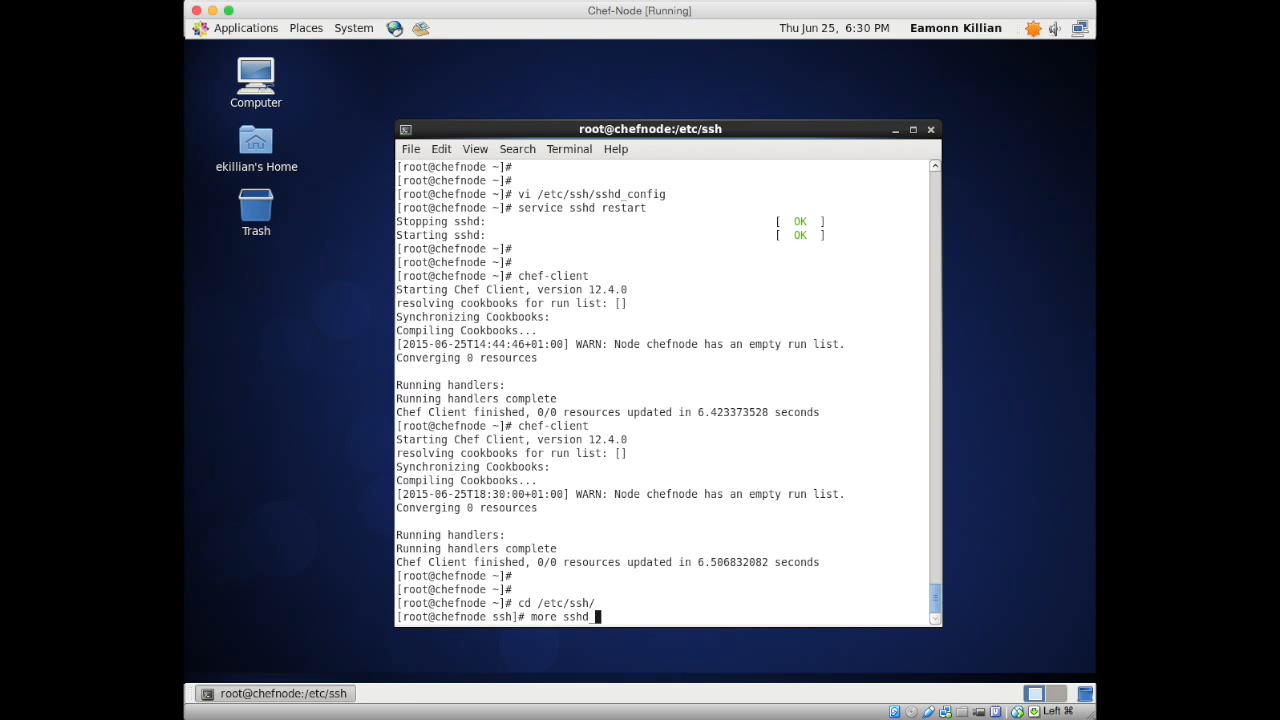 Chef-Node [Running]
Applications Places System Thu Jun 25, 6:30 PM Eamonn Killian
Computer
ekillian's Home
Trash
root@chefnode:/etc/ssh
File Edit View Search Terminal Help
[root@chefnode ~]#
[root@chefnode ~]#
[root@chefnode ~]# vi /etc/ssh/sshd_config
[root@chefnode ~]# service sshd restart
Stopping sshd: [ OK ]
Starting sshd: [ OK ]
[root@chefnode ~]#
[root@chefnode ~]#
[root@chefnode ~]# chef-client
Starting Chef Client, version 12.4.0
resolving cookbooks for run list: []
Synchronizing Cookbooks:
Compiling Cookbooks...
[2015-06-25T14:44:46+01:00] WARN: Node chefnode has an empty run list.
Converging 0 resources
Running handlers:
Running handlers complete
Chef Client finished, 0/0 resources updated in 6.423373528 seconds
[root@chefnode ~]# chef-client
Starting Chef Client, version 12.4.0
resolving cookbooks for run list: []
Synchronizing Cookbooks:
Compiling Cookbooks...
[2015-06-25T18:30:00+01:00] WARN: Node chefnode has an empty run list.
Converging 0 resources
Running handlers:
Running handlers complete
Chef Client finished, 0/0 resources updated in 6.506832082 seconds
[root@chefnode ~]#
[root@chefnode ~]#
[root@chefnode ~]# cd /etc/ssh/
[root@chefnode ssh]# more sshd_
root@chefnode:/etc/ssh
Left ⌘